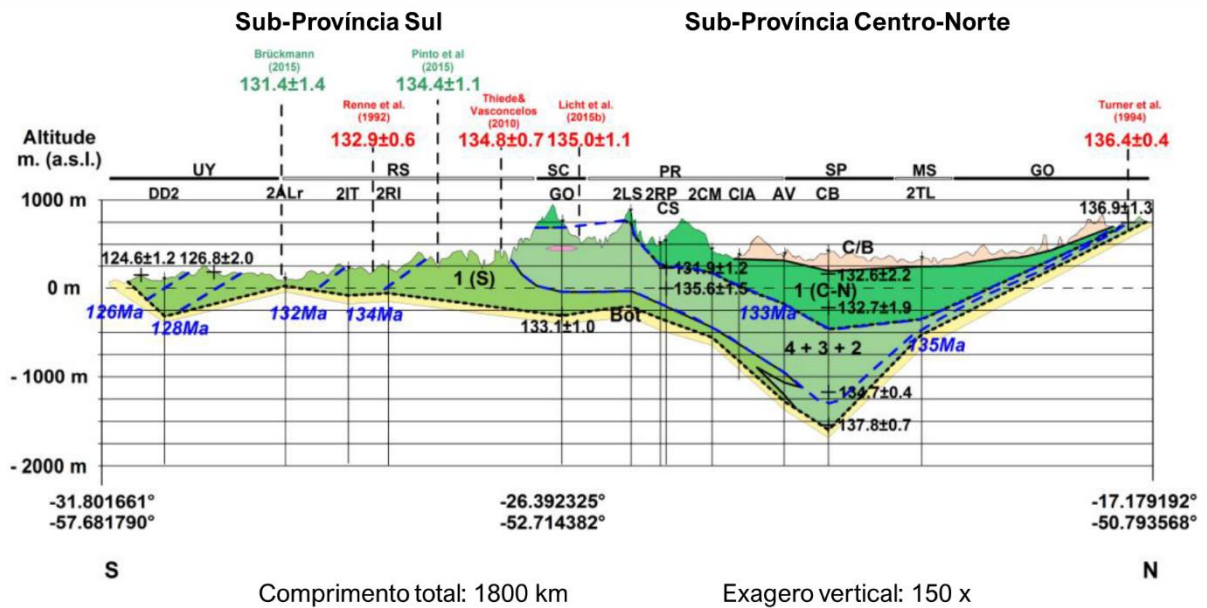 Sub-Província Sul
Sub-Província Centro-Norte
Brückmann
(2015)
131.4±1.4
Pinto et al
(2015)
134.4±1.1
Renne et al.
(1992)
132.9±0.6
Thiede&
Vasconcelos
(2010)
134.8±0.7
Licht et al.
(2015b)
135.0±1.1
Turner et al.
(1994)
136.4±0.4
Altitude
m. (a.s.l.)
UY RS SC PR SP MS GO
DD2 2ALr 2IT 2RI GO 2LS 2RP 2CM CIA AV CB 2TL
CS
1000 m
136.9±1.3
C/B
124.6±1.2 126.8±2.0
131.9±1.2
132.6±2.2
1 (S)
0 m
135.6±1.5
1 (C-N)
126Ma
128Ma
132Ma
134Ma
133.1±1.0
Bot
133Ma
132.7±1.9
4 + 3 + 2
135Ma
- 1000 m
134.7±0.4
137.8±0.7
- 2000 m
-31.801661°
-57.681790°
-26.392325°
-52.714382°
-17.179192°
-50.793568°
S
N
Comprimento total: 1800 km
Exagero vertical: 150 x